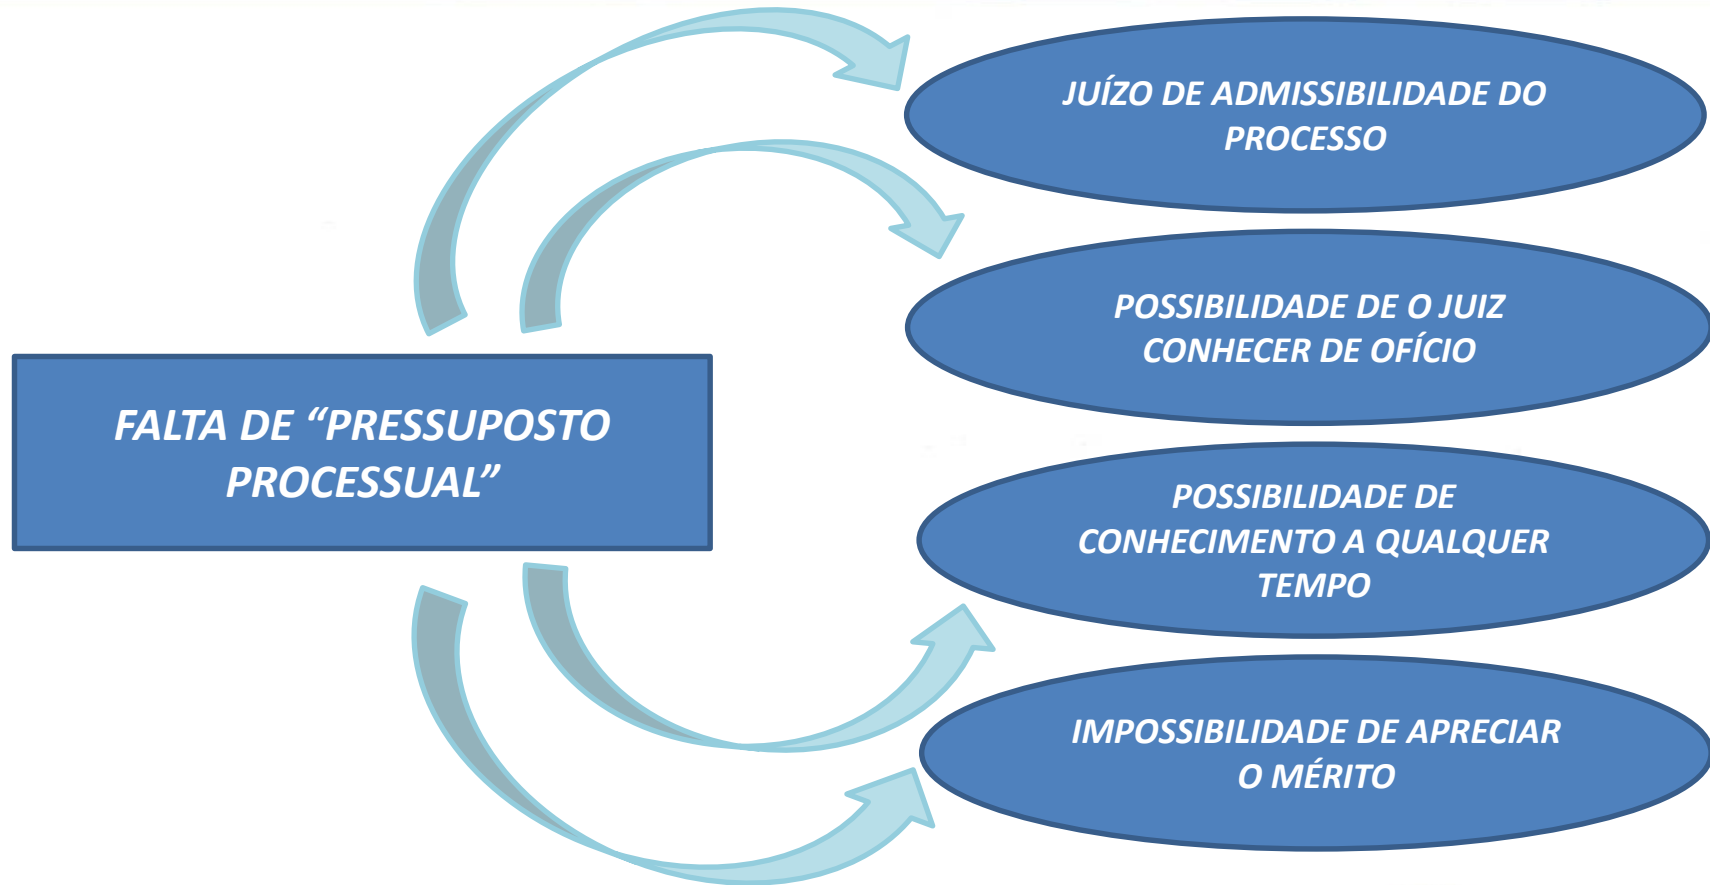 JUÍZO DE ADMISSIBILIDADE DO
PROCESSO
POSSIBILIDADE DE O JUIZ
CONHECER DE OFÍCIO
FALTA DE “PRESSUPOSTO
PROCESSUAL”
POSSIBILIDADE DE
CONHECIMENTO A QUALQUER
TEMPO
IMPOSSIBILIDADE DE APRECIAR
O MÉRITO